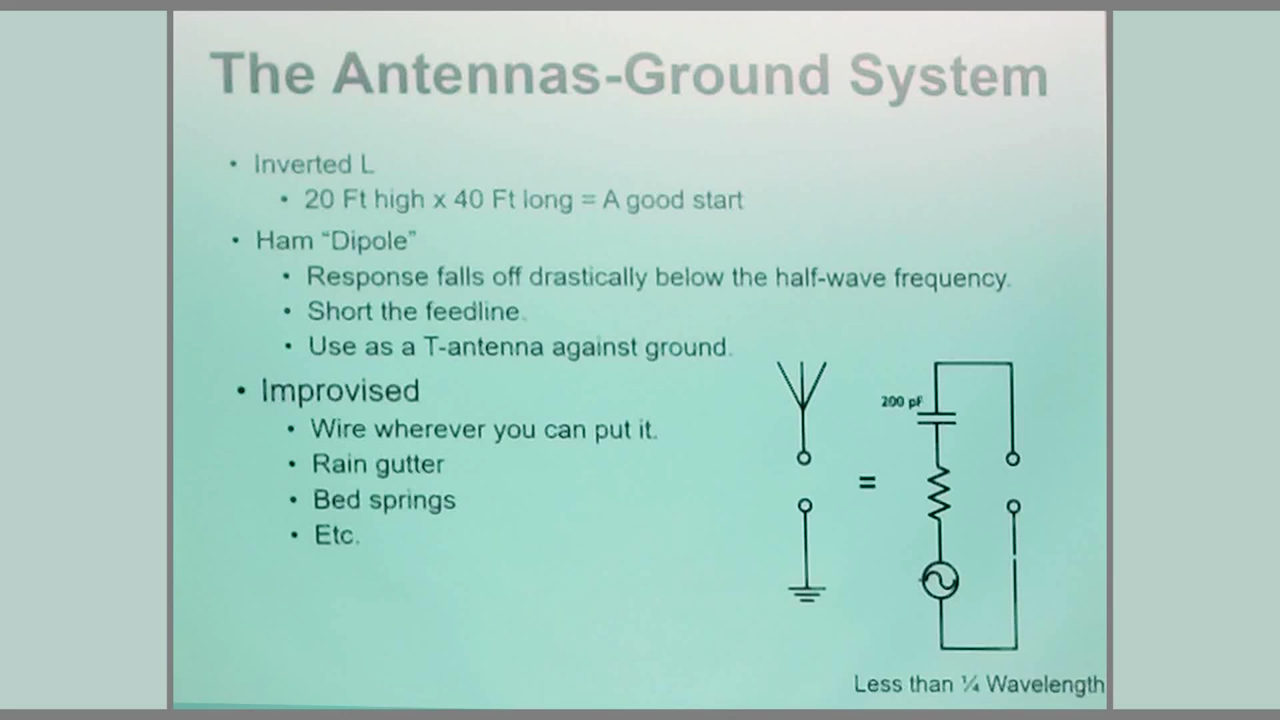 The Antennas-Ground System
• Inverted L
• 20 Ft high x 40 Ft long = A good start
• Ham “Dipole”
• Response falls off drastically below the half-wave frequency.
• Short the feedline.
• Use as a T-antenna against ground.
• Improvised
• Wire wherever you can put it.
• Rain gutter
• Bed springs
• Etc.
200 pF
=
Less than ¼ Wavelength